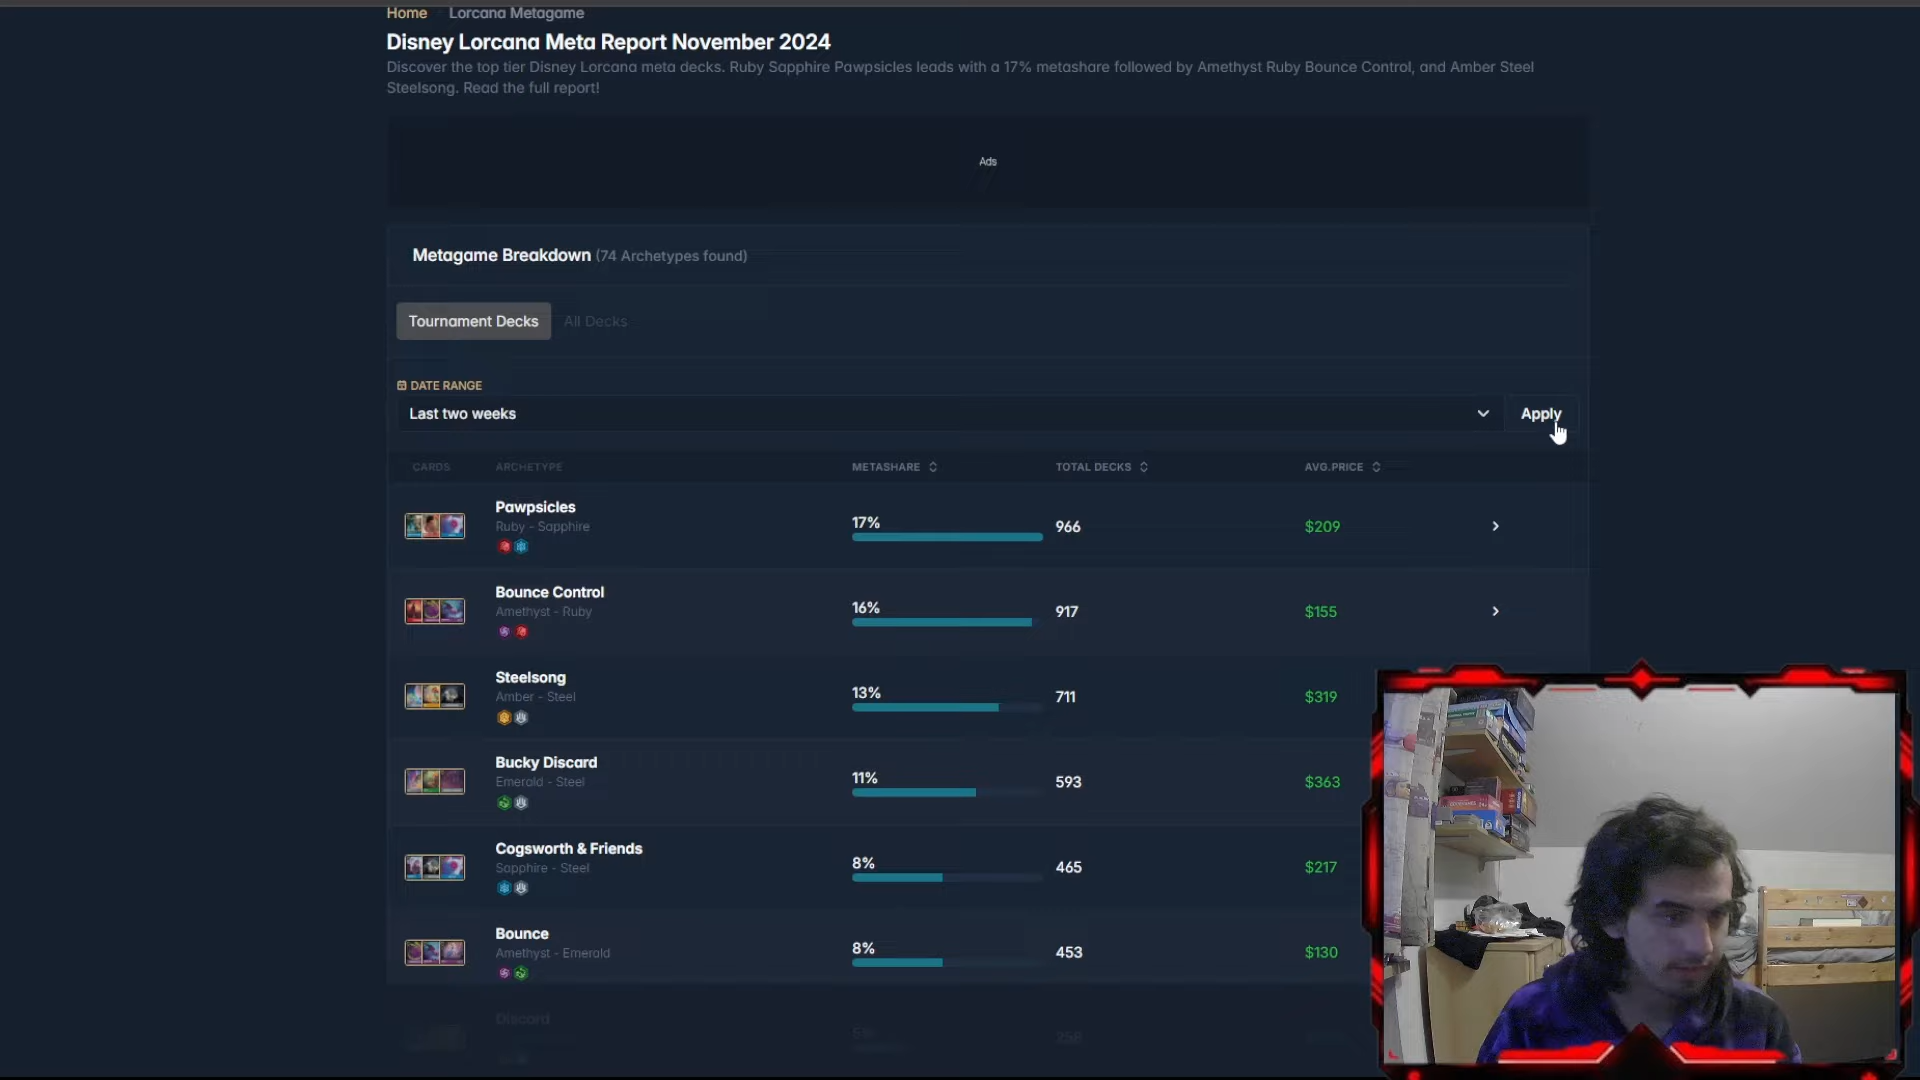 Home Lorcana Metagame
Disney Lorcana Meta Report November 2024
Discover the top tier Disney Lorcana meta decks. Ruby Sapphire Pawpsicles leads with a 17% metashare followed by Amethyst Ruby Bounce Control, and Amber Steel
Steelsong. Read the full report!
Ads
Metagame Breakdown (74 Archetypes found)
Tournament Decks All Decks
DATE RANGE
Last two weeks Apply
CARDS ARCHETYPE METASHARE TOTAL DECKS AVG.PRICE
Pawpsicles
Ruby - Sapphire
17% 966 $209
Bounce Control
Amethyst - Ruby
16% 917 $155
Steelsong
Amber - Steel
13% 711 $319
Bucky Discard
Emerald - Steel
11% 593 $363
Cogsworth & Friends
Sapphire - Steel
8% 465 $217
Bounce
Amethyst - Emerald
8% 453 $130
Discard
5% 258